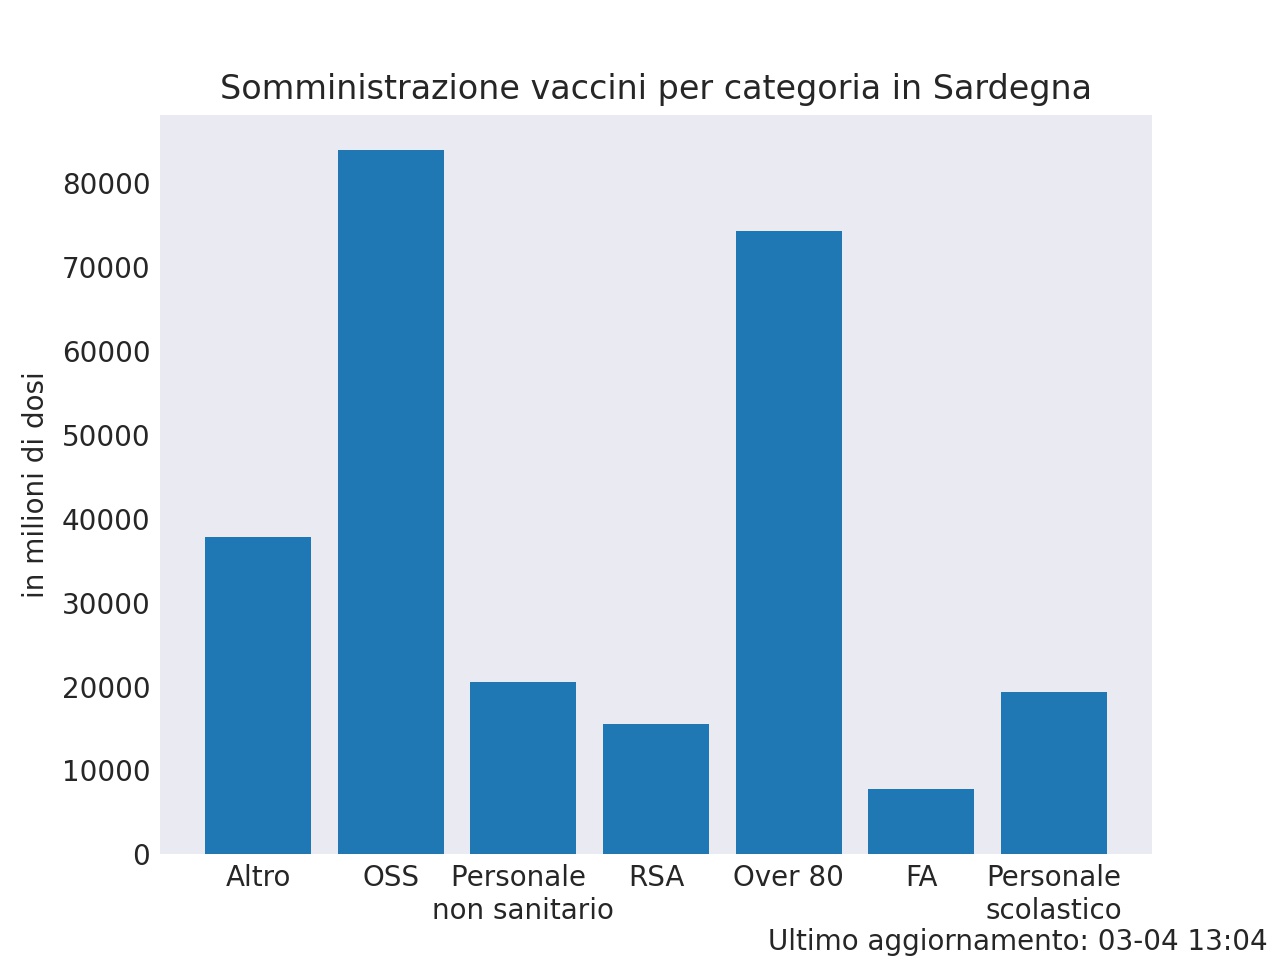 Somministrazione vaccini per categoria in Sardegna
in milioni di dosi
80000
70000
60000
50000
40000
30000
20000
10000
0
Altro OSS Personale RSA Over 80 FA Personale
non sanitario scolastico
Ultimo aggiornamento: 03-04 13:04